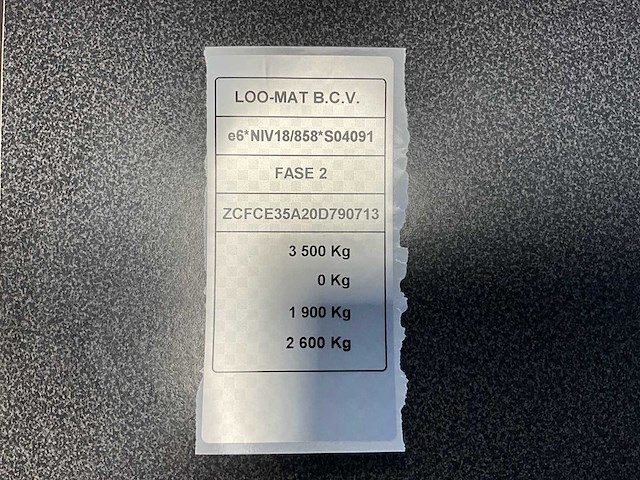 LOO-MAT B.C.V.
e6*NIV18/858*S04091
FASE 2
ZCFCE35A20D790713
3 500 Kg
0 Kg
1 900 Kg
2 600 Kg